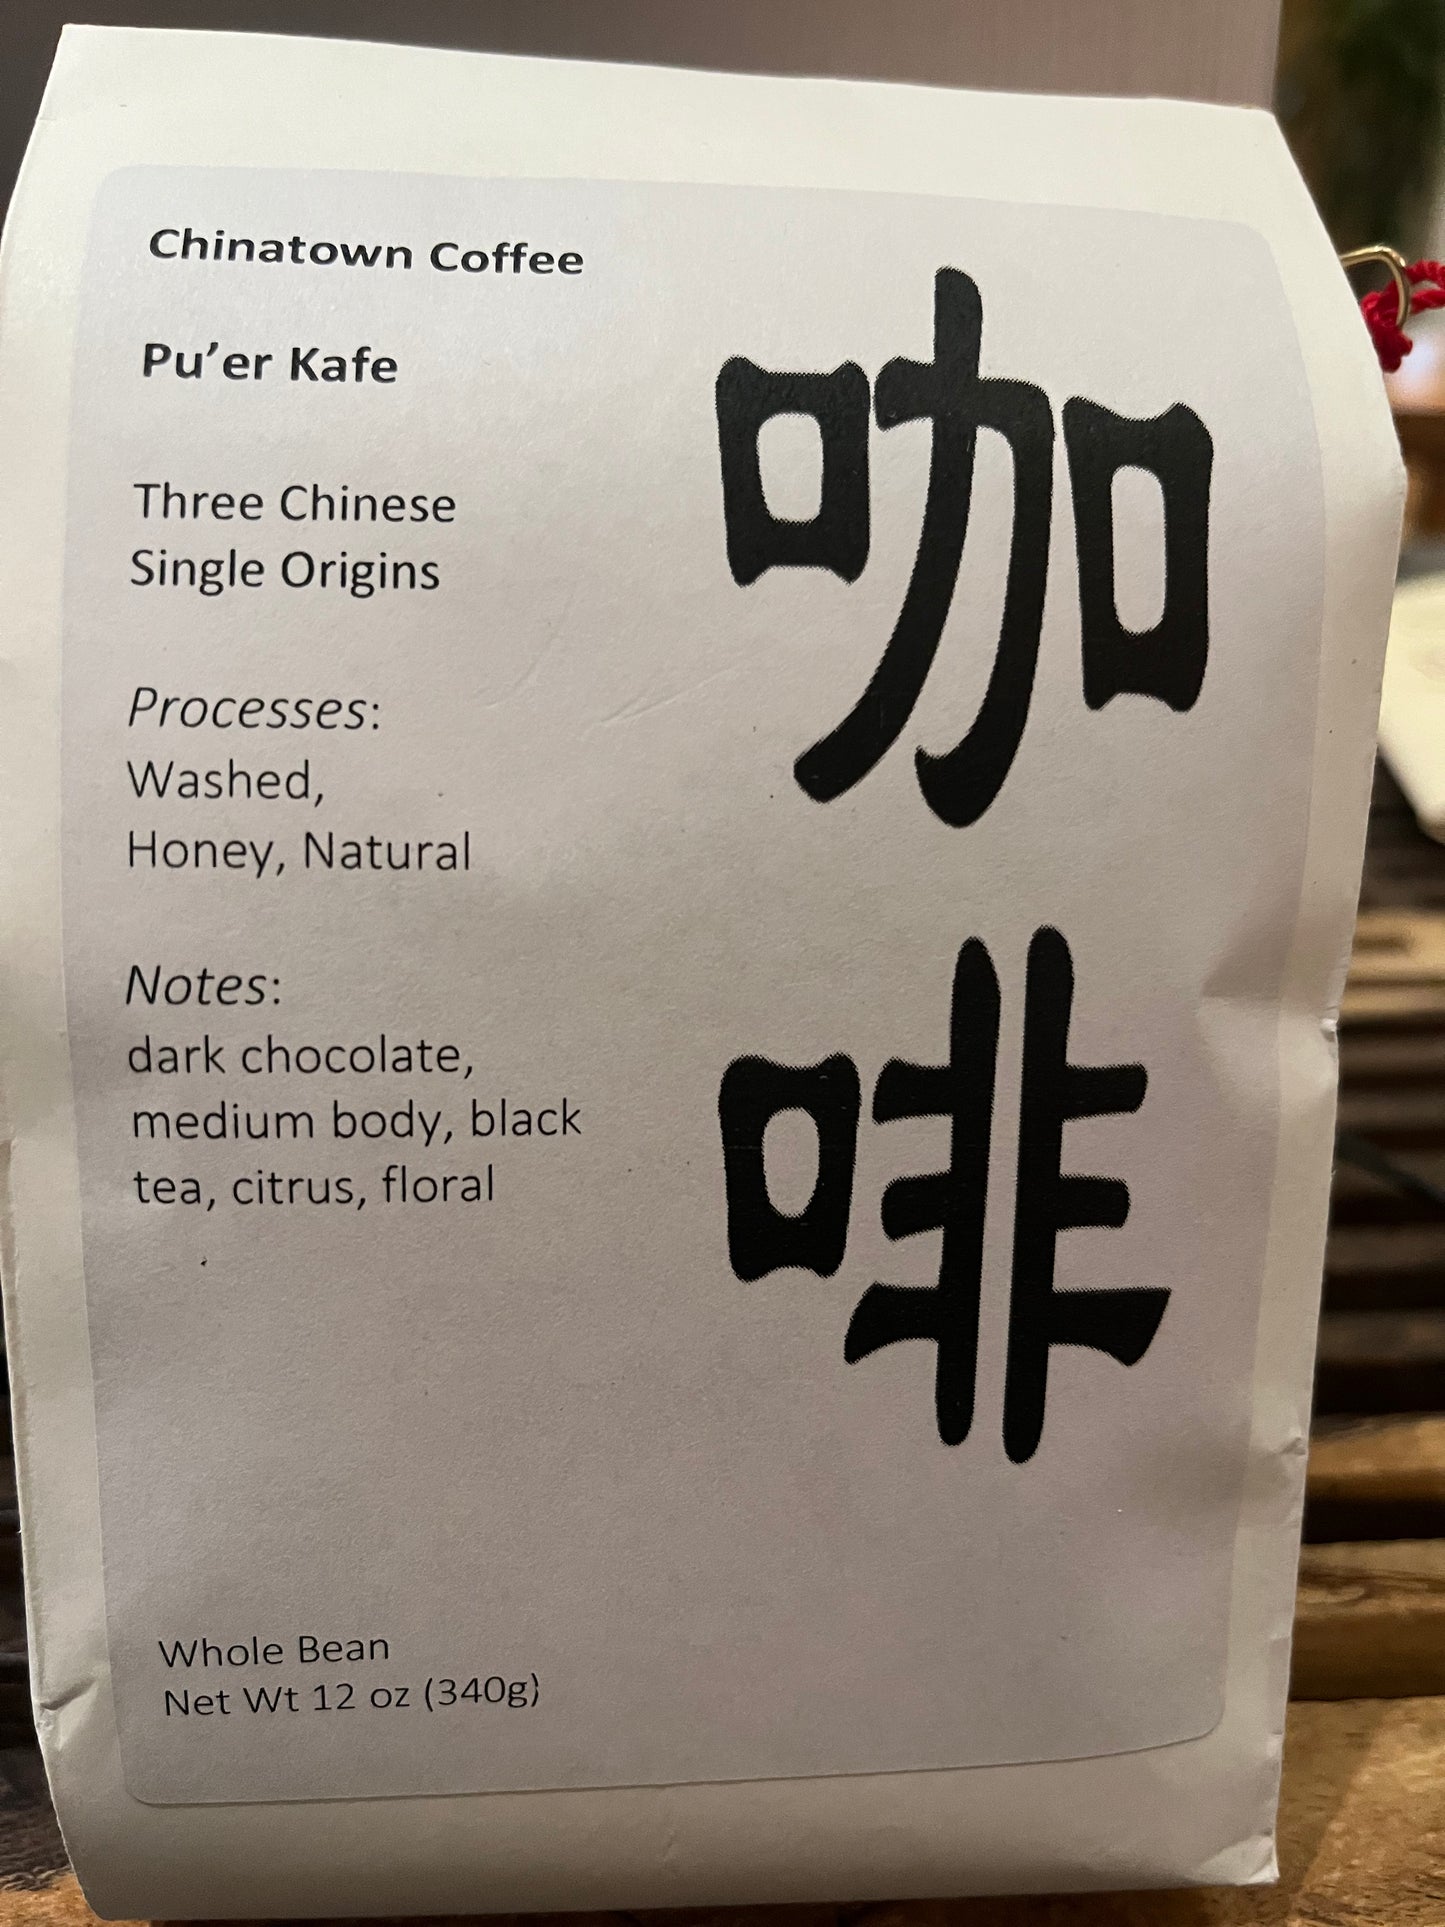 Chinatown Coffee
Pu’er Kafe
Three Chinese
Single Origins
Processes:
Washed,
Honey, Natural
Notes:
dark chocolate,
medium body, black
tea, citrus, floral
Whole Bean
Net Wt 12 oz (340g)
咖
啡